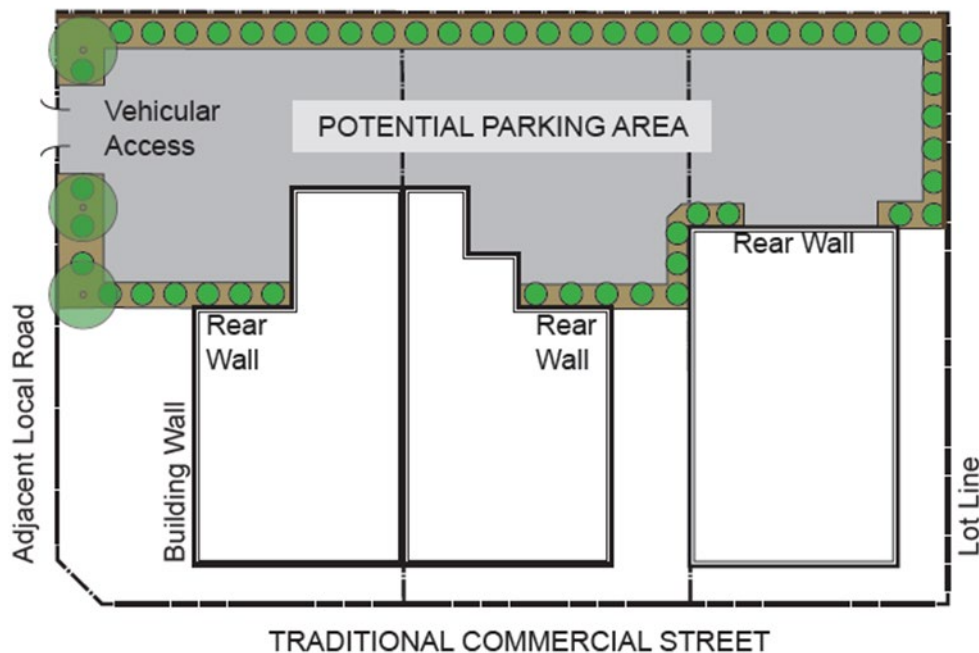 Vehicular
Access
POTENTIAL PARKING AREA
Rear Wall
Rear
Wall
Rear
Wall
Adjacent Local Road
Building Wall
Lot Line
TRADITIONAL COMMERCIAL STREET